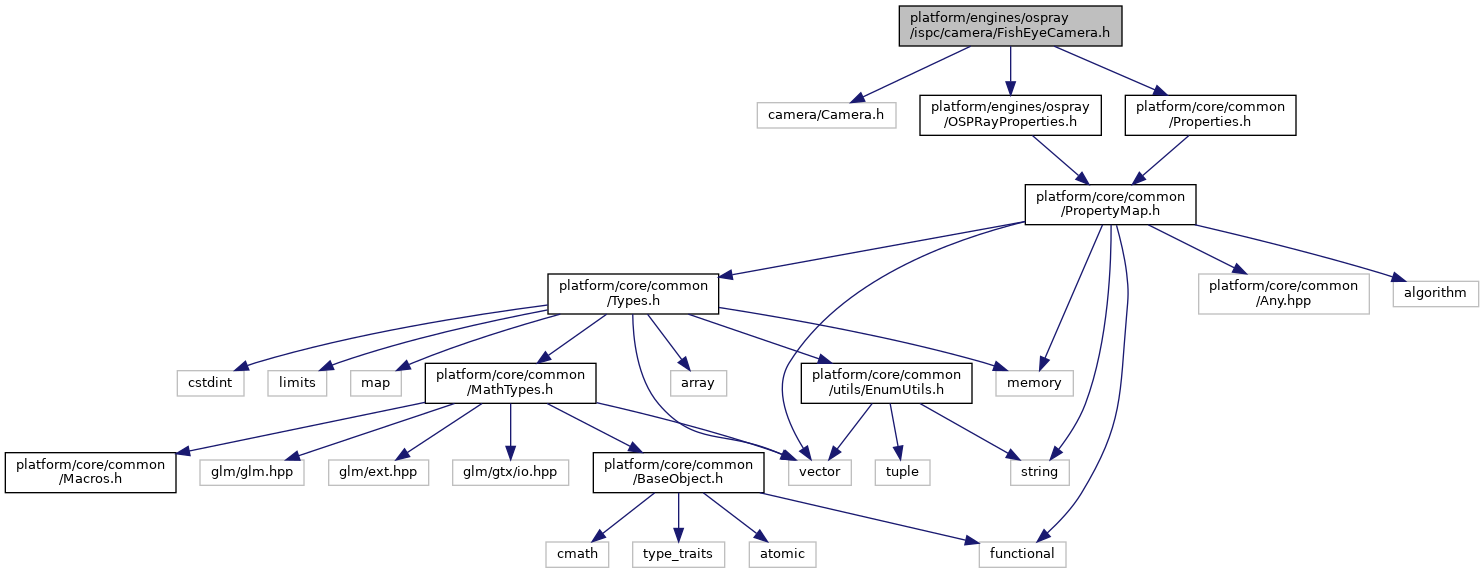 platform/engines/ospray
/ispc/camera/FishEyeCamera.h
camera/Camera.h
platform/engines/ospray
/OSPRayProperties.h
platform/core/common
/Properties.h
platform/core/common
/PropertyMap.h
platform/core/common
/Types.h
platform/core/common
/Any.hpp
algorithm
cstdint
limits
map
platform/core/common
/MathTypes.h
array
platform/core/common
/utils/EnumUtils.h
memory
platform/core/common
/Macros.h
glm/glm.hpp
glm/ext.hpp
glm/gtx/io.hpp
platform/core/common
/BaseObject.h
vector
tuple
string
cmath
type_traits
atomic
functional